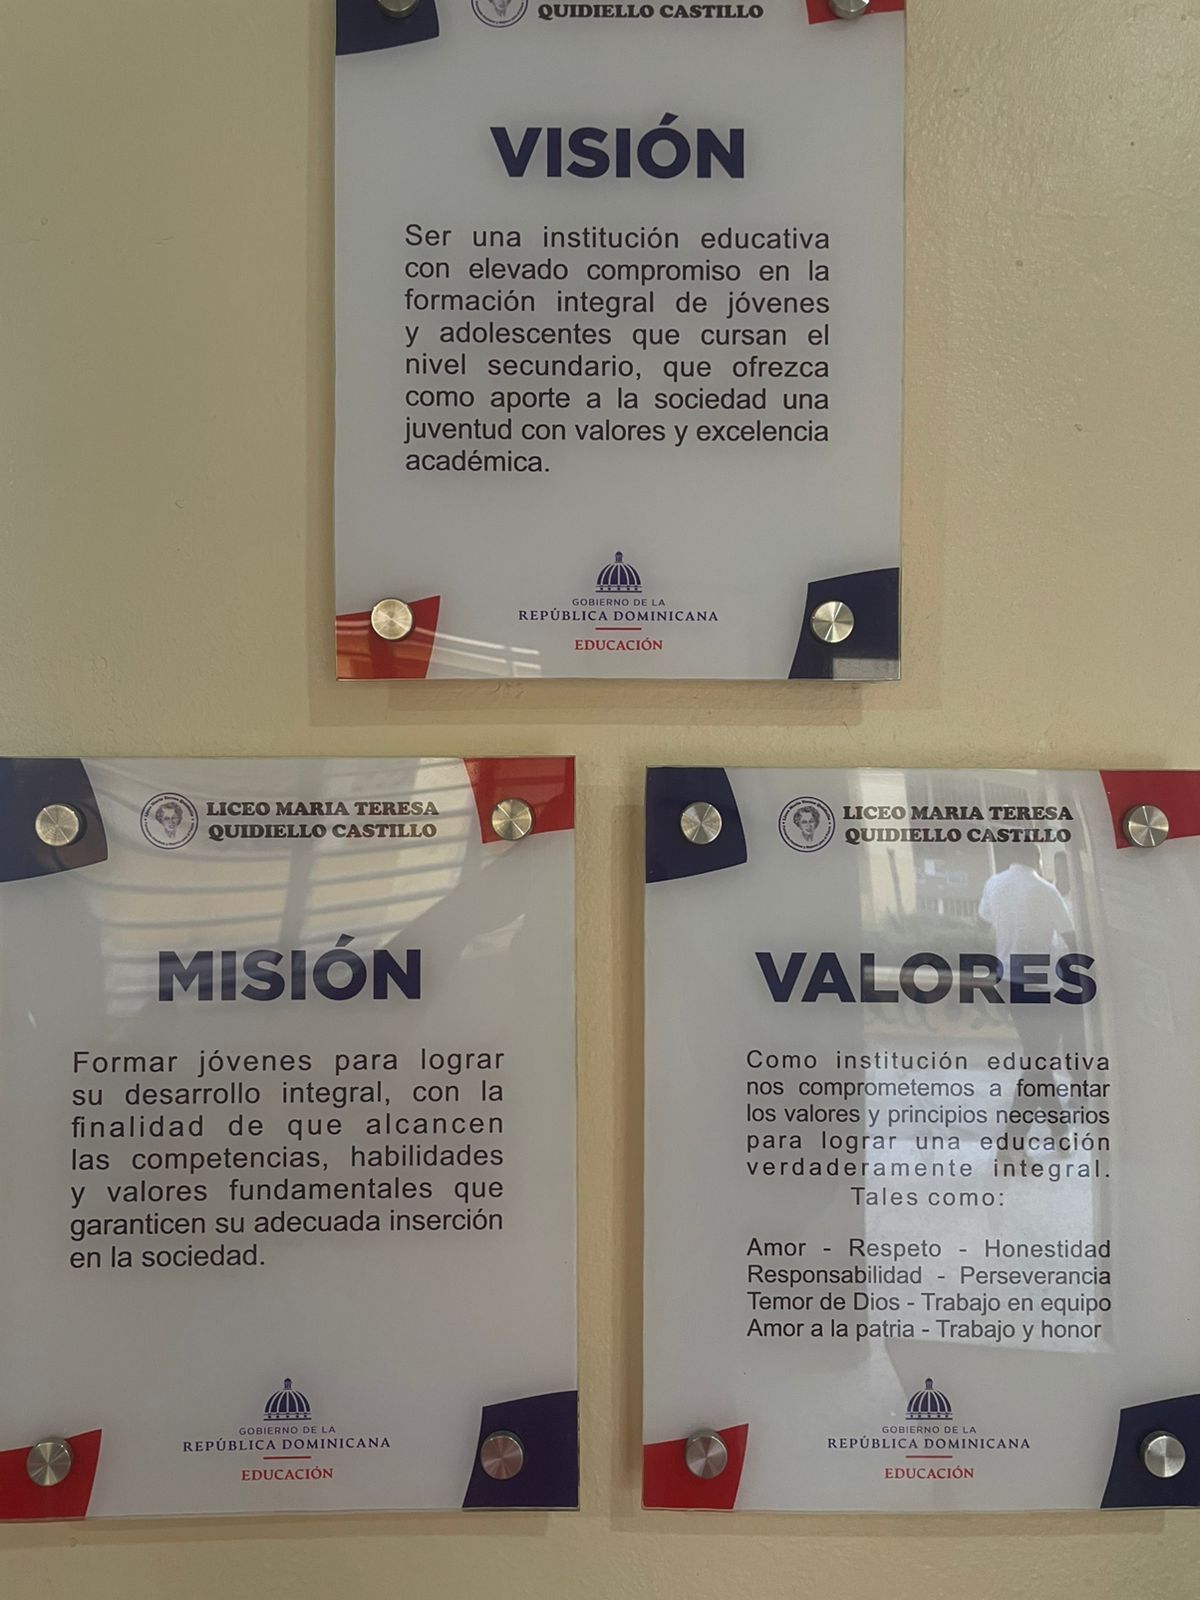 QUIDIELLO CASTILLO
VISIÓN
Ser una institución educativa
con elevado compromiso en la
formación integral de jóvenes
y adolescentes que cursan el
nivel secundario, que ofrezca
como aporte a la sociedad una
juventud con valores y excelencia
académica.
GOBIERNO DE LA
REPÚBLICA DOMINICANA
EDUCACIÓN
LICEO MARIA TERESA
QUIDIELLO CASTILLO
MISIÓN
Formar jóvenes para lograr
su desarrollo integral, con la
finalidad de que alcancen
las competencias, habilidades
y valores fundamentales que
garanticen su adecuada inserción
en la sociedad.
GOBIERNO DE LA
REPÚBLICA DOMINICANA
EDUCACIÓN
LICEO MARIA TERESA
QUIDIELLO CASTILLO
VALORES
Como institución educativa
nos comprometemos a fomentar
los valores y principios necesarios
para lograr una educación
verdaderamente integral.
Tales como:
Amor - Respeto - Honestidad
Responsabilidad - Perseverancia
Temor de Dios - Trabajo en equipo
Amor a la patria - Trabajo y honor
GOBIERNO DE LA
REPÚBLICA DOMINICANA
EDUCACIÓN